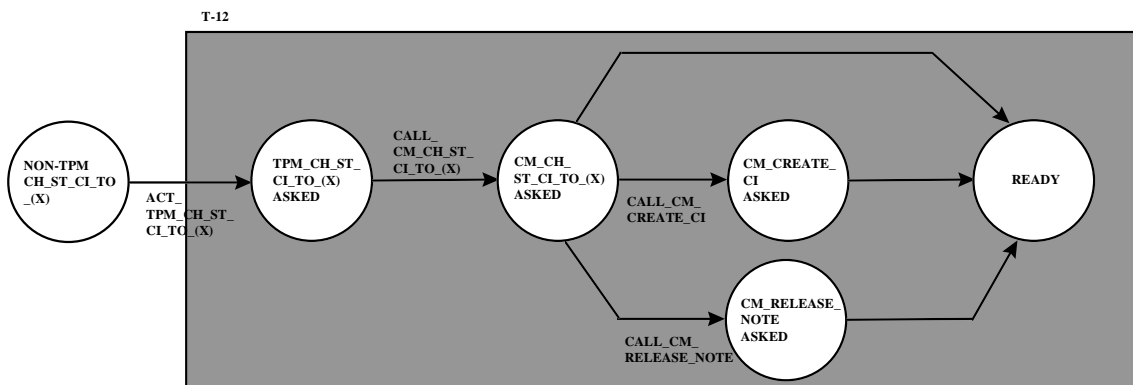 T-12
NON-TPM
CH_ST_CI_TO
_(X)
ACT_
TPM_CH_ST_
CI_TO_(X)
TPM_CH_ST_
CI_TO_(X)
ASKED
CALL_
CM_CH_ST_
CI_TO_(X)
CM_CH_
ST_CI_TO_(X)
ASKED
CALL_CM_
CREATE_CI
CM_CREATE_
CI
ASKED
READY
CALL_CM_
RELEASE_NOTE
CM_RELEASE_
NOTE
ASKED